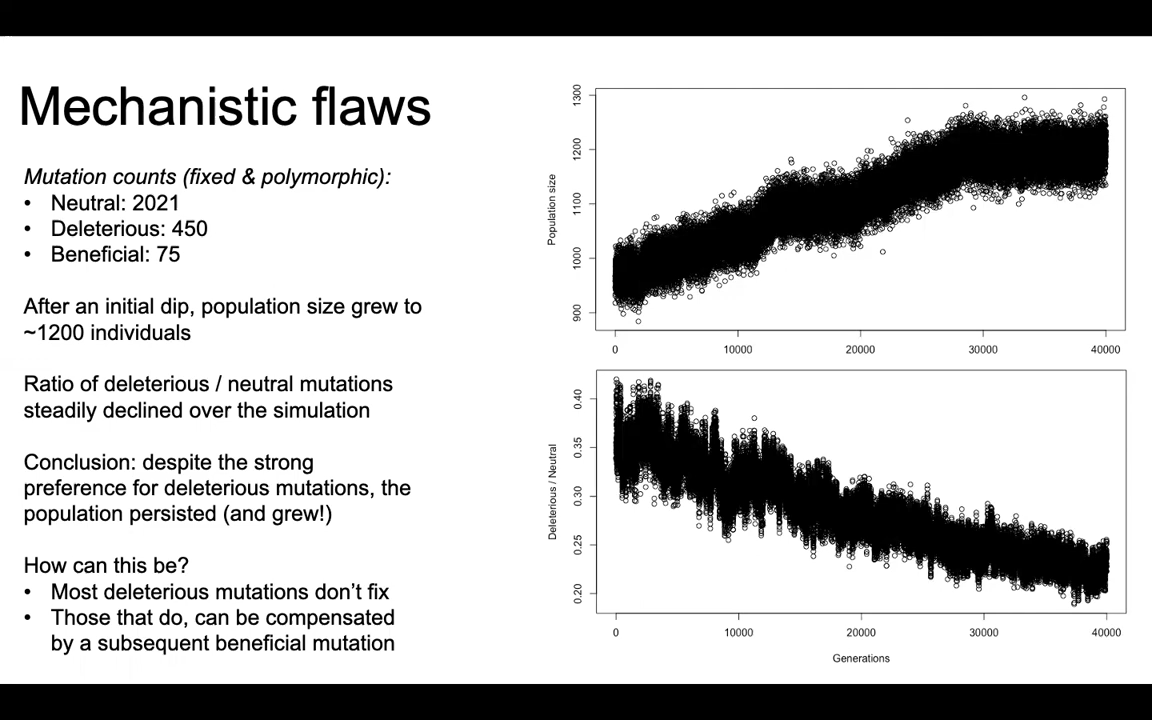 Mechanistic flaws
Mutation counts (fixed & polymorphic):
• Neutral: 2021
• Deleterious: 450
• Beneficial: 75
After an initial dip, population size grew to
~1200 individuals
Ratio of deleterious / neutral mutations
steadily declined over the simulation
Conclusion: despite the strong
preference for deleterious mutations, the
population persisted (and grew!)
How can this be?
• Most deleterious mutations don’t fix
• Those that do, can be compensated
by a subsequent beneficial mutation
Population size
1300
1200
1100
1000
900
0 10000 20000 30000 40000
Deleterious / Neutral
0.40
0.35
0.30
0.25
0.20
0 10000 20000 30000 40000
Generations